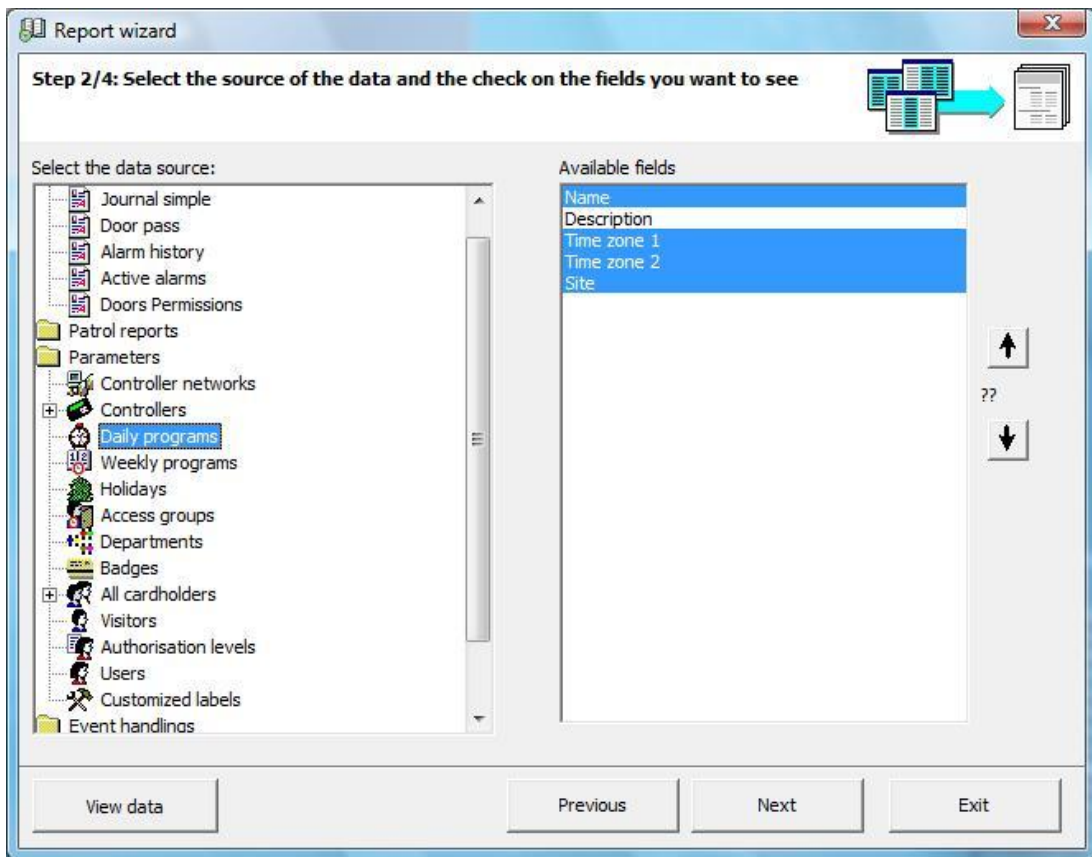 Report wizard
Step 2/4: Select the source of the data and the check on the fields you want to see
Select the data source:
Journal simple
Door pass
Alarm history
Active alarms
Doors Permissions
Patrol reports
Parameters
Controller networks
Controllers
Daily programs
Weekly programs
Holidays
Access groups
Departments
Badges
All cardholders
Visitors
Authorisation levels
Users
Customized labels
Event handlings
Available fields
Name
Description
Time zone 1
Time zone 2
Site
??
View data
Previous
Next
Exit